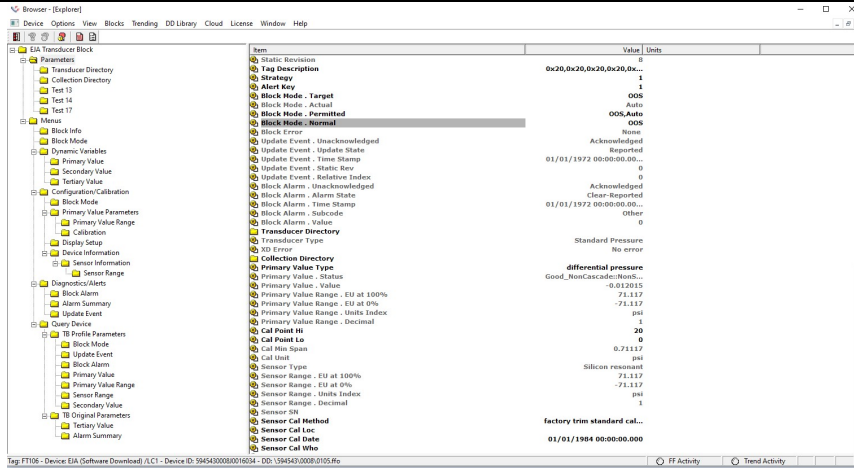 Browser - [Explorer]
Device Options View Blocks Trending DD Library Cloud License Window Help
EJA Transducer Block
Parameters
Transducer Directory
Collection Directory
Test 13
Test 14
Test 17
Menus
Block Info
Block Mode
Dynamic Variables
Primary Value
Secondary Value
Tertiary Value
Configuration/Calibration
Block Mode
Primary Value Parameters
Primary Value Range
Calibration
Display Setup
Device Information
Sensor Information
Sensor Range
Diagnostics/Alerts
Block Alarm
Alarm Summary
Update Event
Query Device
TB Profile Parameters
Block Mode
Update Event
Block Alarm
Primary Value
Primary Value Range
Sensor Range
Secondary Value
TB Original Parameters
Tertiary Value
Alarm Summary
Item Value Units
Static Revision 8
Tag Description 0x20,0x20,0x20,0x20,0x...
Strategy 1
Alert Key 1
Block Mode . Target OOS
Block Mode . Actual Auto
Block Mode . Permitted OOS,Auto
Block Mode . Normal OOS
Block Error None
Update Event . Unacknowledged Acknowledged
Update Event . Update State Reported
Update Event . Time Stamp 01/01/1972 00:00:00.00...
Update Event . Static Rev 0
Update Event . Relative Index 0
Block Alarm . Unacknowledged Acknowledged
Block Alarm . Alarm State Clear-Reported
Block Alarm . Time Stamp 01/01/1972 00:00:00.00...
Block Alarm . Subcode Other
Block Alarm . Value 0
Transducer Directory
Transducer Type Standard Pressure
XD Error No error
Collection Directory
Primary Value Type differential pressure
Primary Value . Status Good_NonCascade::NonS...
Primary Value . Value -0.012015
Primary Value Range . EU at 100% 71.117
Primary Value Range . EU at 0% -71.117
Primary Value Range . Units Index psi
Primary Value Range . Decimal 1
Cal Point Hi 20
Cal Point Lo 0
Cal Min Span 0.71117
Cal Unit psi
Sensor Type Silicon resonant
Sensor Range . EU at 100% 71.117
Sensor Range . EU at 0% -71.117
Sensor Range . Units Index psi
Sensor Range . Decimal 1
Sensor SN
Sensor Cal Method factory trim standard cal...
Sensor Cal Loc
Sensor Cal Date 01/01/1984 00:00:00.000
Sensor Cal Who
Tag: FT106 - Device: EJA (Software Download) /LC1 - Device ID: 5945430008J0016034 - DD: \594543\0008\0105.ffo FF Activity Trend Activity